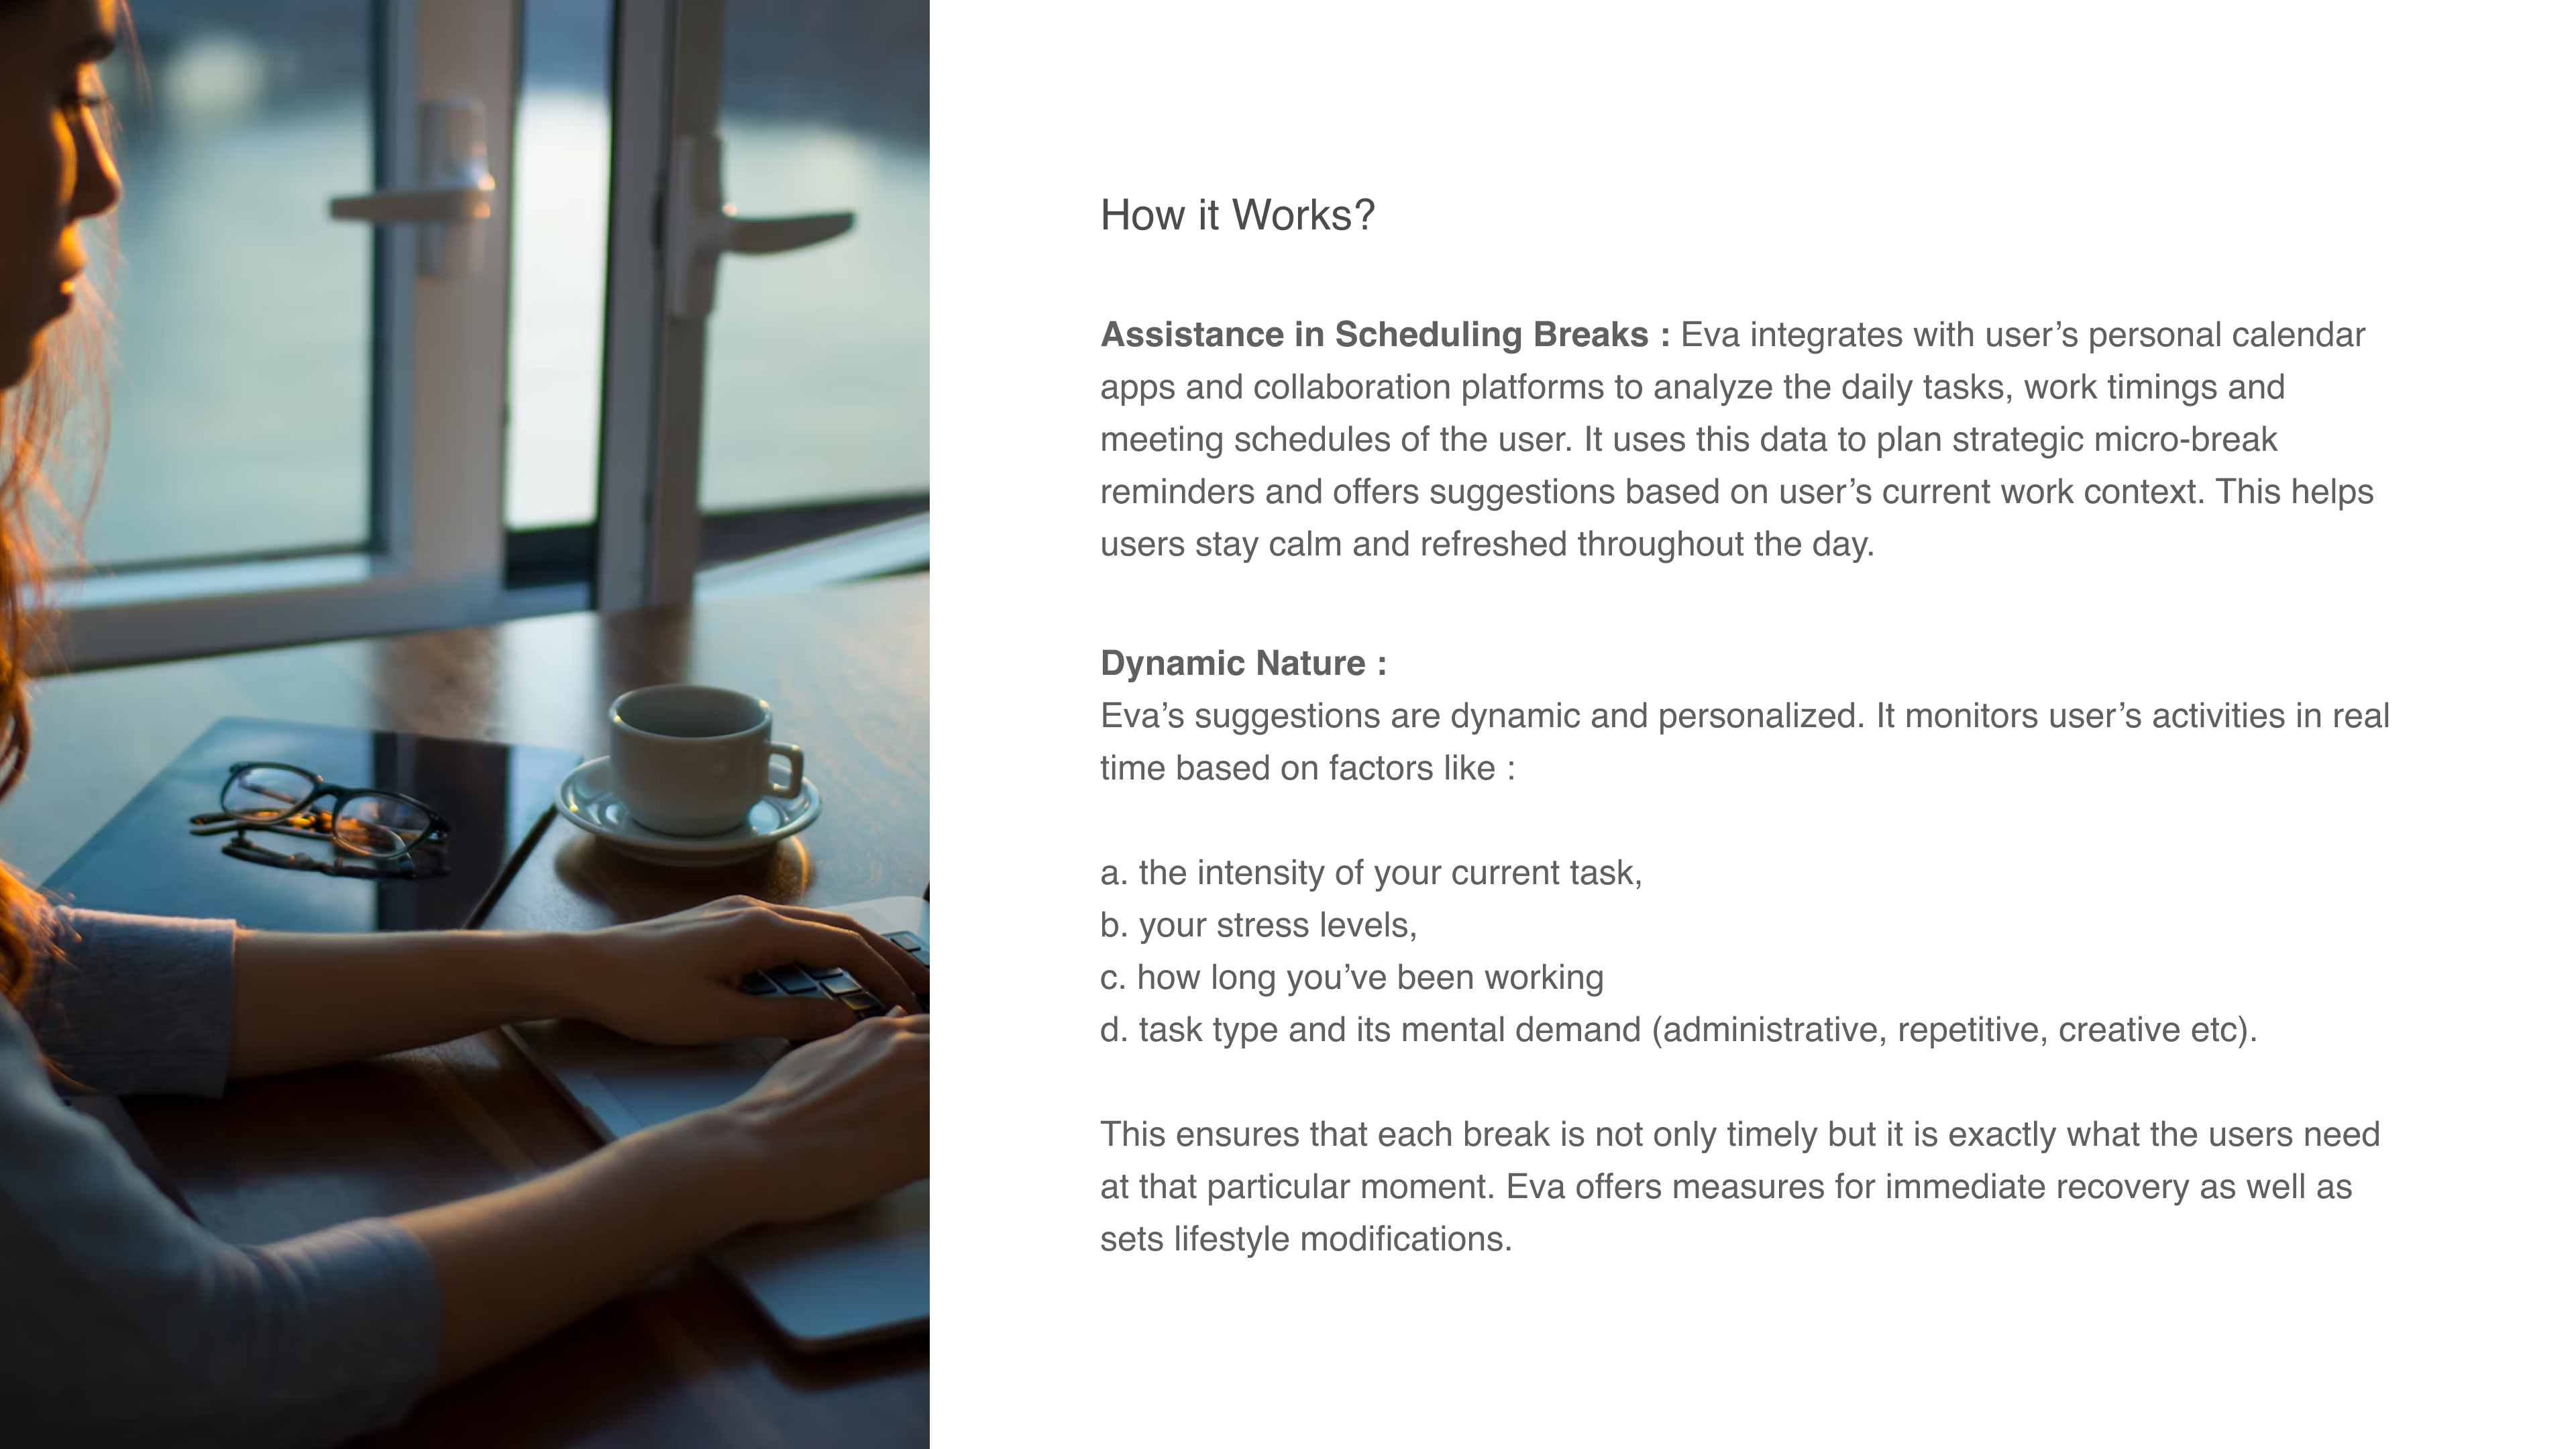 How it Works?
Assistance in Scheduling Breaks : Eva integrates with user’s personal calendar
apps and collaboration platforms to analyze the daily tasks, work timings and
meeting schedules of the user. It uses this data to plan strategic micro-break
reminders and offers suggestions based on user’s current work context. This helps
users stay calm and refreshed throughout the day.
Dynamic Nature :
Eva’s suggestions are dynamic and personalized. It monitors user’s activities in real
time based on factors like :
a. the intensity of your current task,
b. your stress levels,
c. how long you’ve been working
d. task type and its mental demand (administrative, repetitive, creative etc).
This ensures that each break is not only timely but it is exactly what the users need
at that particular moment. Eva offers measures for immediate recovery as well as
sets lifestyle modifications.